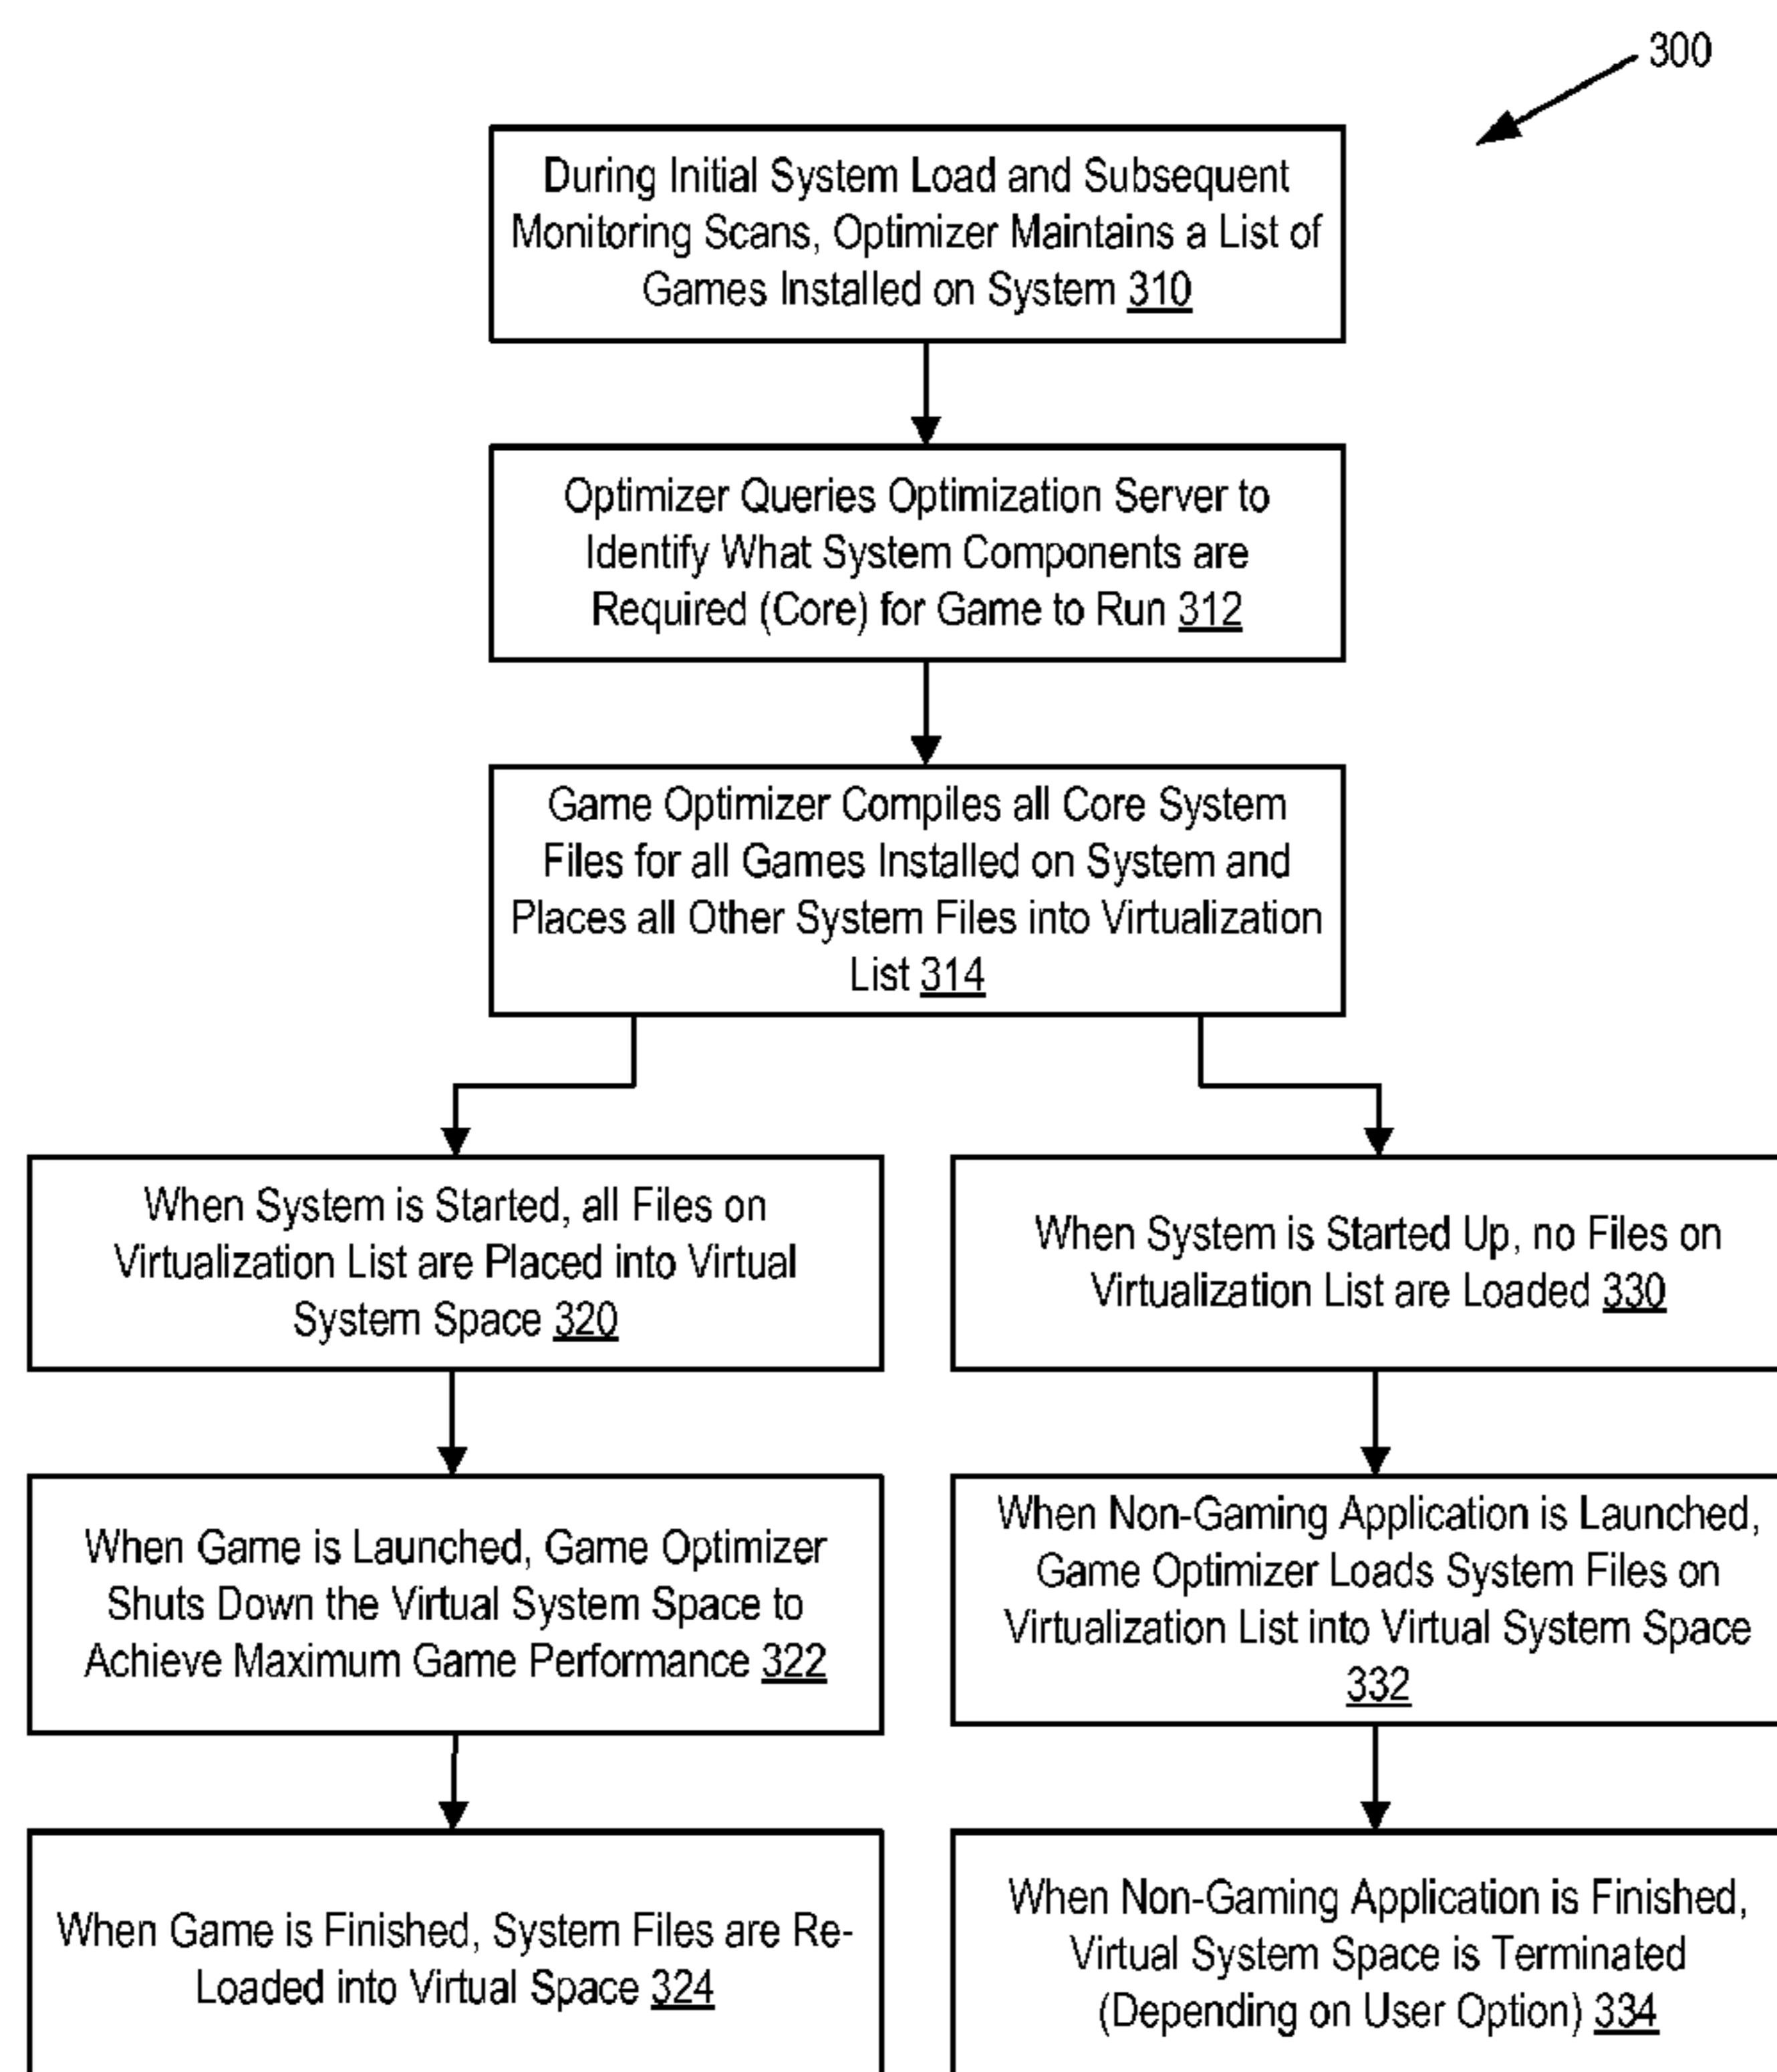 300
During Initial System Load and Subsequent
Monitoring Scans, Optimizer Maintains a List of
Games Installed on System 310
Optimizer Queries Optimization Server to
Identify What System Components are
Required (Core) for Game to Run 312
Game Optimizer Compiles all Core System
Files for all Games Installed on System and
Places all Other System Files into Virtualization
List 314
When System is Started, all Files on
Virtualization List are Placed into Virtual
System Space 320
When System is Started Up, no Files on
Virtualization List are Loaded 330
When Game is Launched, Game Optimizer
Shuts Down the Virtual System Space to
Achieve Maximum Game Performance 322
When Non-Gaming Application is Launched,
Game Optimizer Loads System Files on
Virtualization List into Virtual System Space
332
When Game is Finished, System Files are Re-
Loaded into Virtual Space 324
When Non-Gaming Application is Finished,
Virtual System Space is Terminated
(Depending on User Option) 334